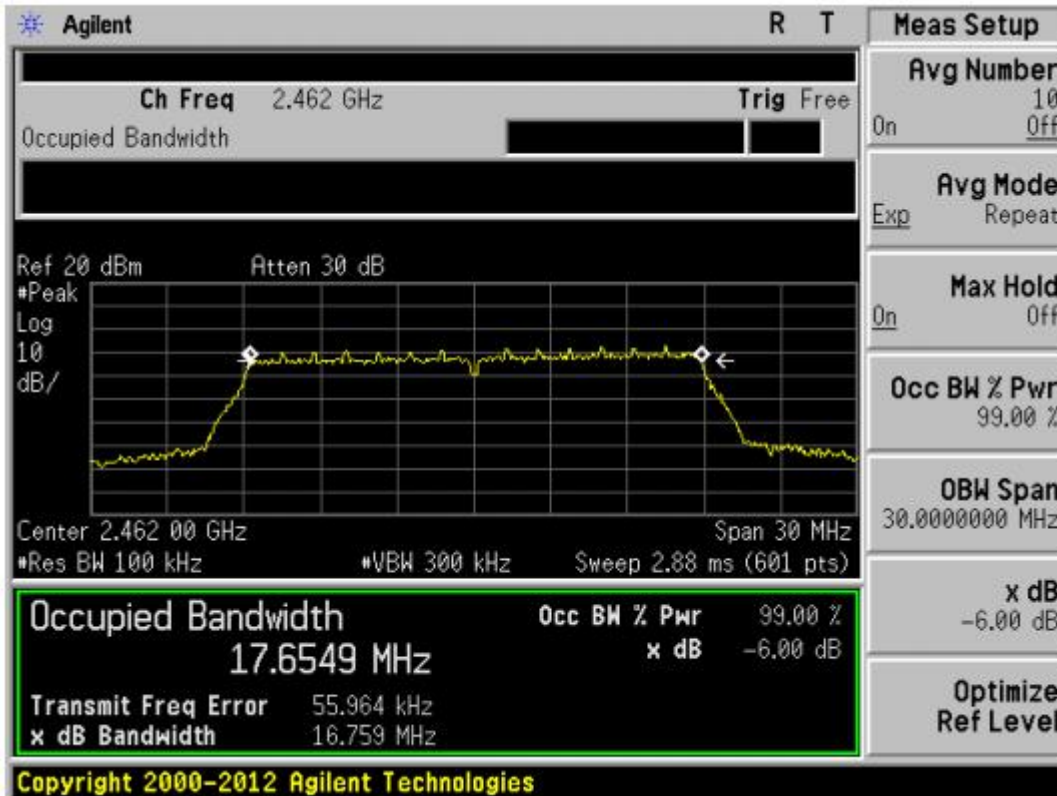 Agilent R T
Ch Freq 2.462 GHz Trig Free
Occupied Bandwidth
Ref 20 dBm Atten 30 dB
#Peak
Log
10
dB/
Center 2.462 00 GHz Span 30 MHz
#Res BW 100 kHz #VBW 300 kHz Sweep 2.88 ms (601 pts)
Occupied Bandwidth Occ BW % Pwr 99.00 %
17.6549 MHz x dB -6.00 dB
Transmit Freq Error 55.964 kHz
x dB Bandwidth 16.759 MHz
Copyright 2000-2012 Agilent Technologies
Meas Setup
Avg Number
10
On Off
Avg Mode
Exp Repeat
Max Hold
On Off
Occ BW % Pwr
99.00 %
OBW Span
30.0000000 MHz
x dB
-6.00 dB
Optimize
Ref Level